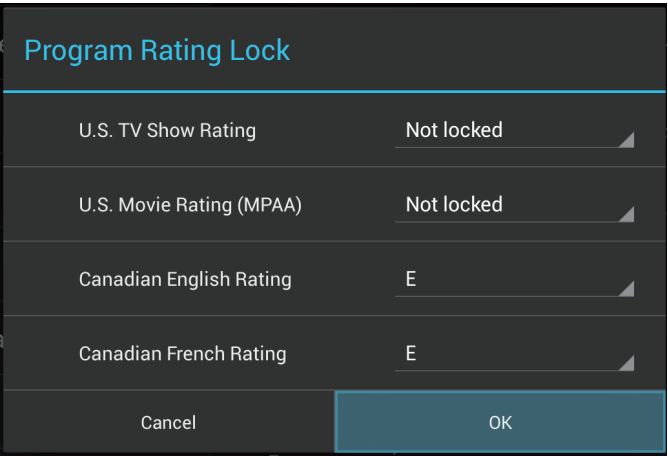 Program Rating Lock
U.S. TV Show Rating Not locked
U.S. Movie Rating (MPAA) Not locked
Canadian English Rating E
Canadian French Rating E
Cancel OK